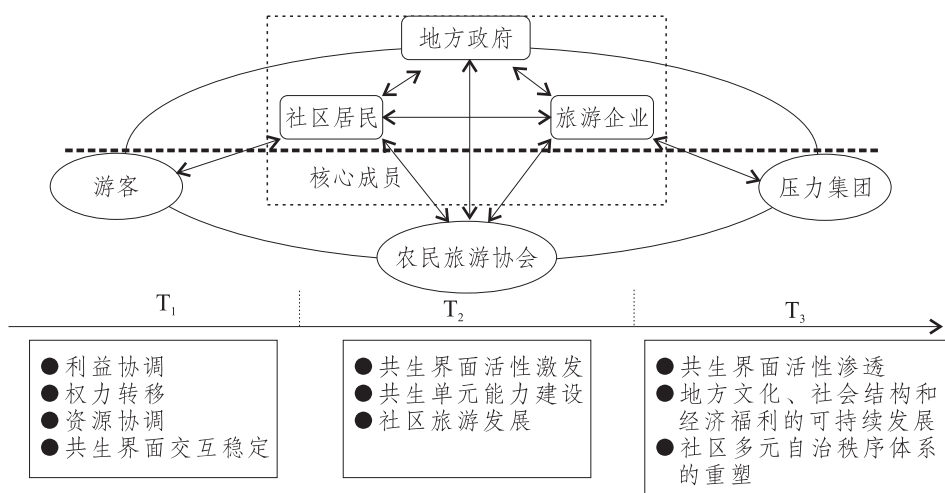 地方政府
社区居民
旅游企业
游客
核心成员
压力集团
农民旅游协会
T₁
T₂
T₃
●利益协调
●权力转移
●资源协调
●共生界面交互稳定
●共生界面活性激发
●共生单元能力建设
●社区旅游发展
●共生界面活性渗透
●地方文化、社会结构和
经济福利的可持续发展
●社区多元自治秩序体系
的重塑